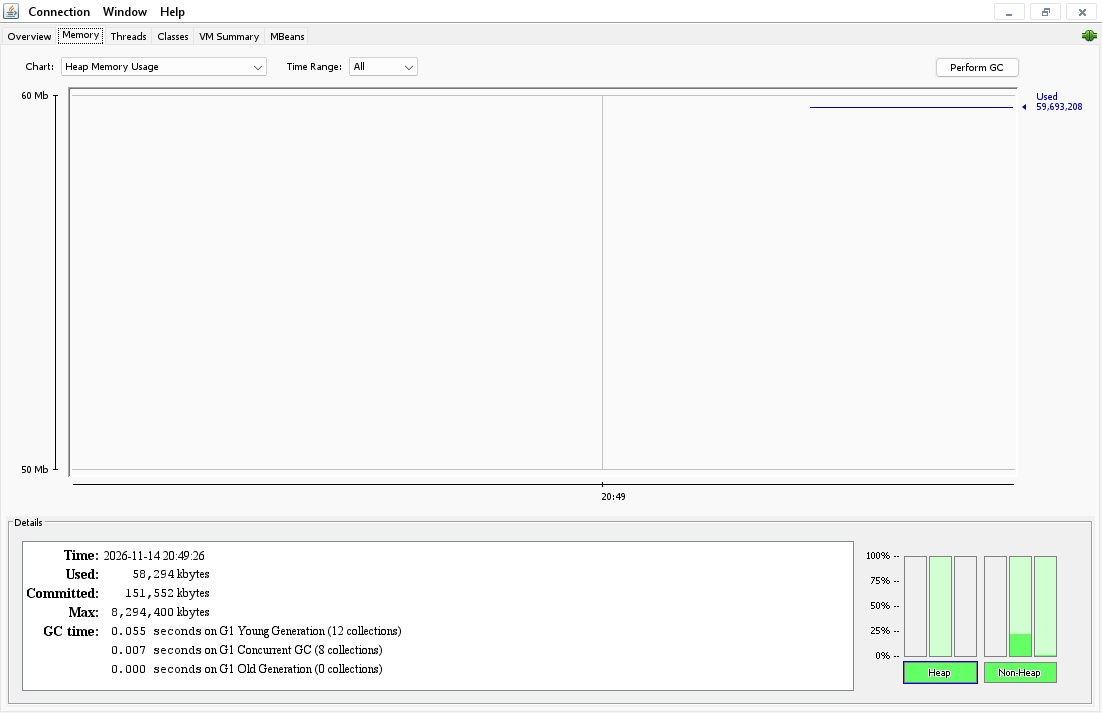 Connection Window Help
Overview Memory Threads Classes VM Summary MBeans
Chart: Heap Memory Usage Time Range: All Perform GC
60 Mb
Used
59,693,208
50 Mb
20:49
Details
Time: 2026-11-14 20:49:26
Used: 58,294 kbytes
Committed: 151,552 kbytes
Max: 8,294,400 kbytes
GC time: 0.055 seconds on G1 Young Generation (12 collections)
0.007 seconds on G1 Concurrent GC (8 collections)
0.000 seconds on G1 Old Generation (0 collections)
100% --
75% --
50% --
25% --
0% --
Heap Non-Heap